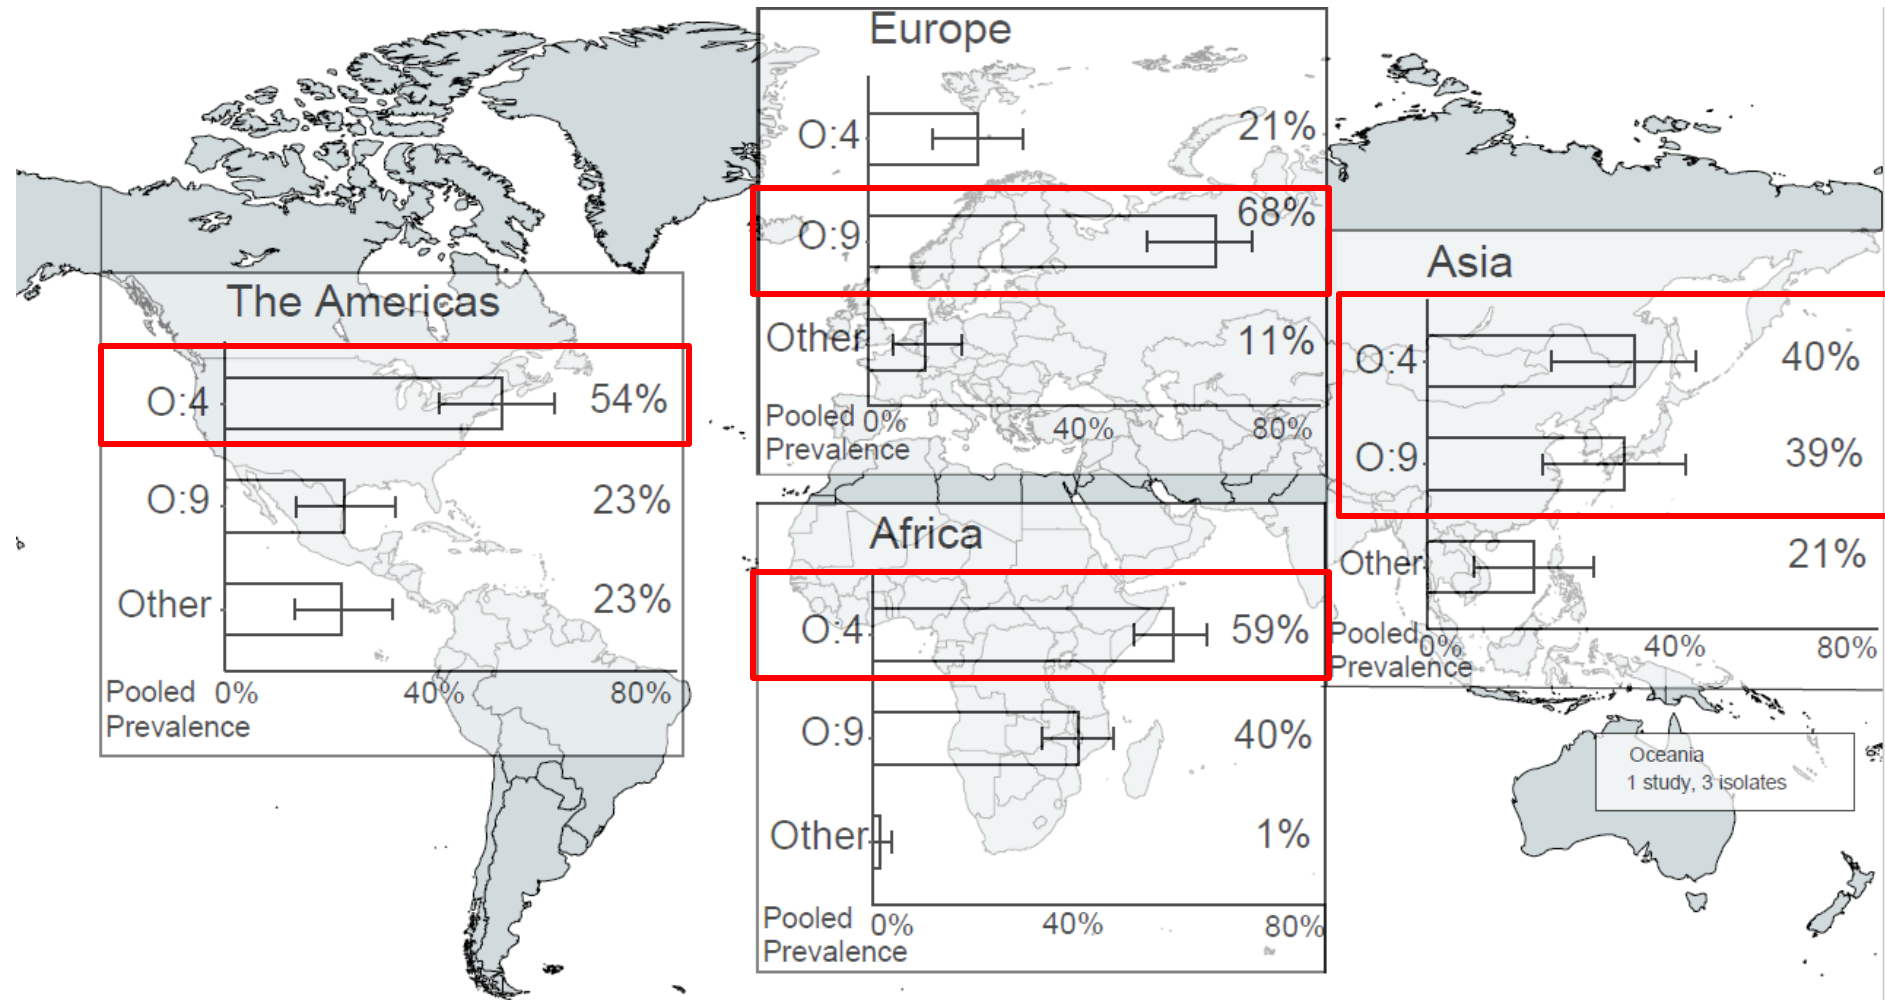 Europe
O:4 21%
O:9 68%
Other 11%
Pooled Prevalence 0% 40% 80%
The Americas
O:4 54%
O:9 23%
Other 23%
Pooled Prevalence 0% 40% 80%
Asia
O:4 40%
O:9 39%
Other 21%
Pooled Prevalence 0% 40% 80%
Africa
O:4 59%
O:9 40%
Other 1%
Pooled Prevalence 0% 40% 80%
Oceania
1 study, 3 isolates